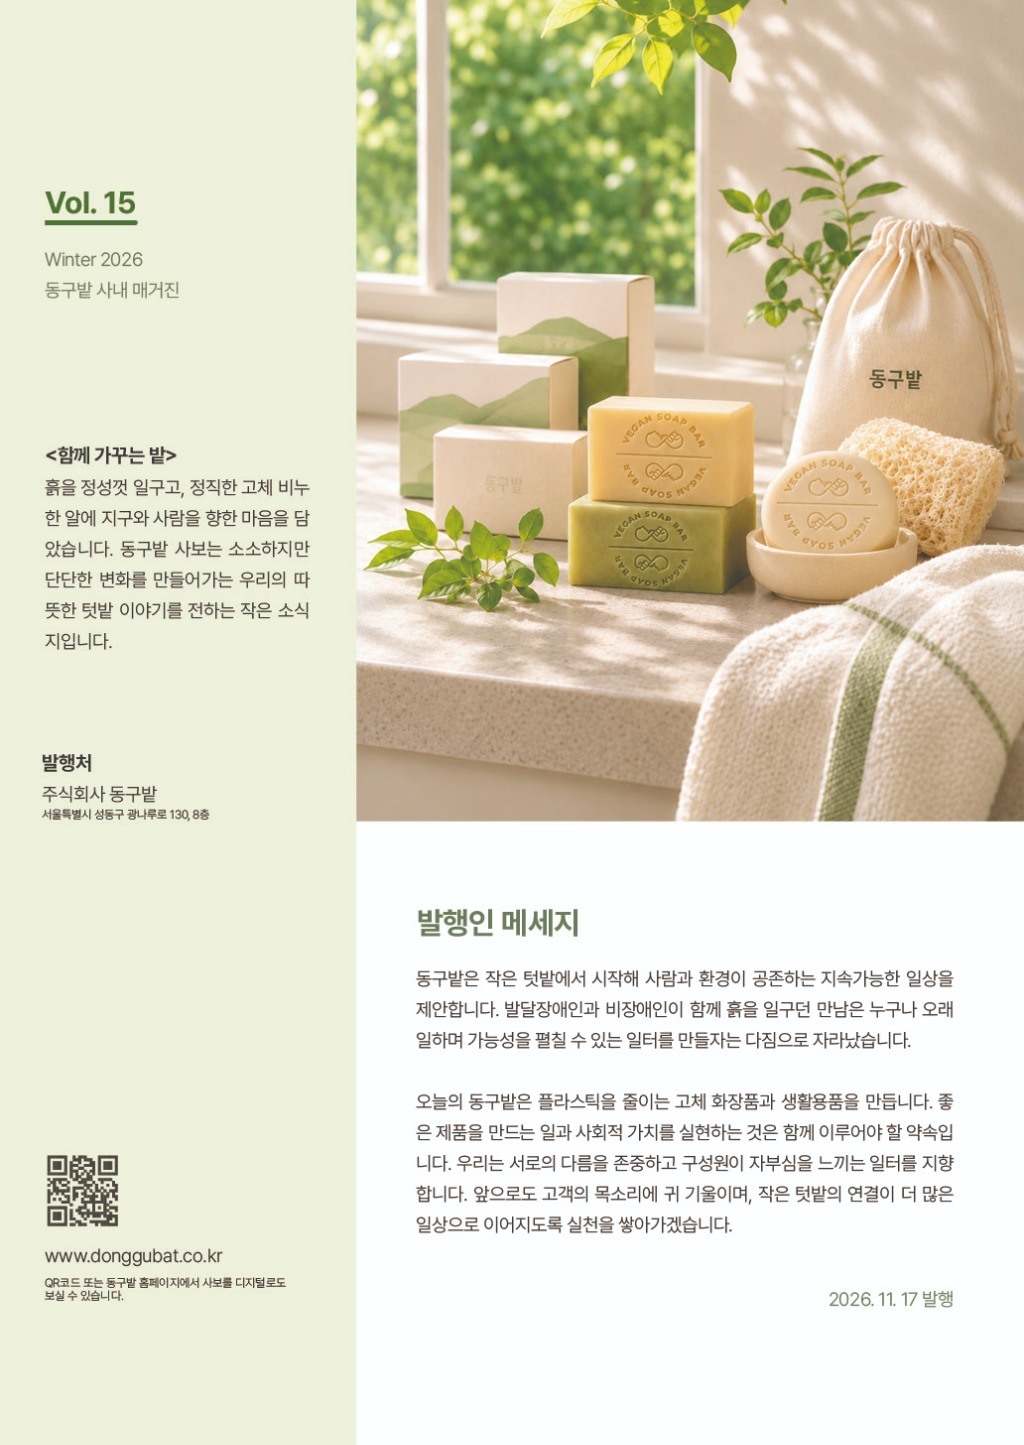 Vol. 15
Winter 2026
동구밭 사내 매거진
<함께 가꾸는 밭>
흙을 정성껏 일구고, 정직한 고체 비누
한 알에 지구와 사람을 향한 마음을 담
았습니다. 동구밭 사보는 소소하지만
단단한 변화를 만들어가는 우리의 따
뜻한 텃밭 이야기를 전하는 작은 소식
지입니다.
발행처
주식회사 동구밭
서울특별시 성동구 광나루로 130, 8층
www.donggubat.co.kr
QR코드 또는 동구밭 홈페이지에서 사보를 디지털로도
보실 수 있습니다.
동구밭
동구밭
VEGAN SOAP BAR
VEGAN SOAP BAR
VEGAN SOAP BAR
VEGAN SOAP BAR
VEGAN SOAP BAR
VEGAN SOAP BAR
발행인 메세지
동구밭은 작은 텃밭에서 시작해 사람과 환경이 공존하는 지속가능한 일상을
제안합니다. 발달장애인과 비장애인이 함께 흙을 일구던 만남은 누구나 오래
일하며 가능성을 펼칠 수 있는 일터를 만들자는 다짐으로 자라났습니다.
오늘의 동구밭은 플라스틱을 줄이는 고체 화장품과 생활용품을 만듭니다. 좋
은 제품을 만드는 일과 사회적 가치를 실현하는 것은 함께 이루어야 할 약속입
니다. 우리는 서로의 다름을 존중하고 구성원이 자부심을 느끼는 일터를 지향
합니다. 앞으로도 고객의 목소리에 귀 기울이며, 작은 텃밭의 연결이 더 많은
일상으로 이어지도록 실천을 쌓아가겠습니다.
2026. 11. 17 발행